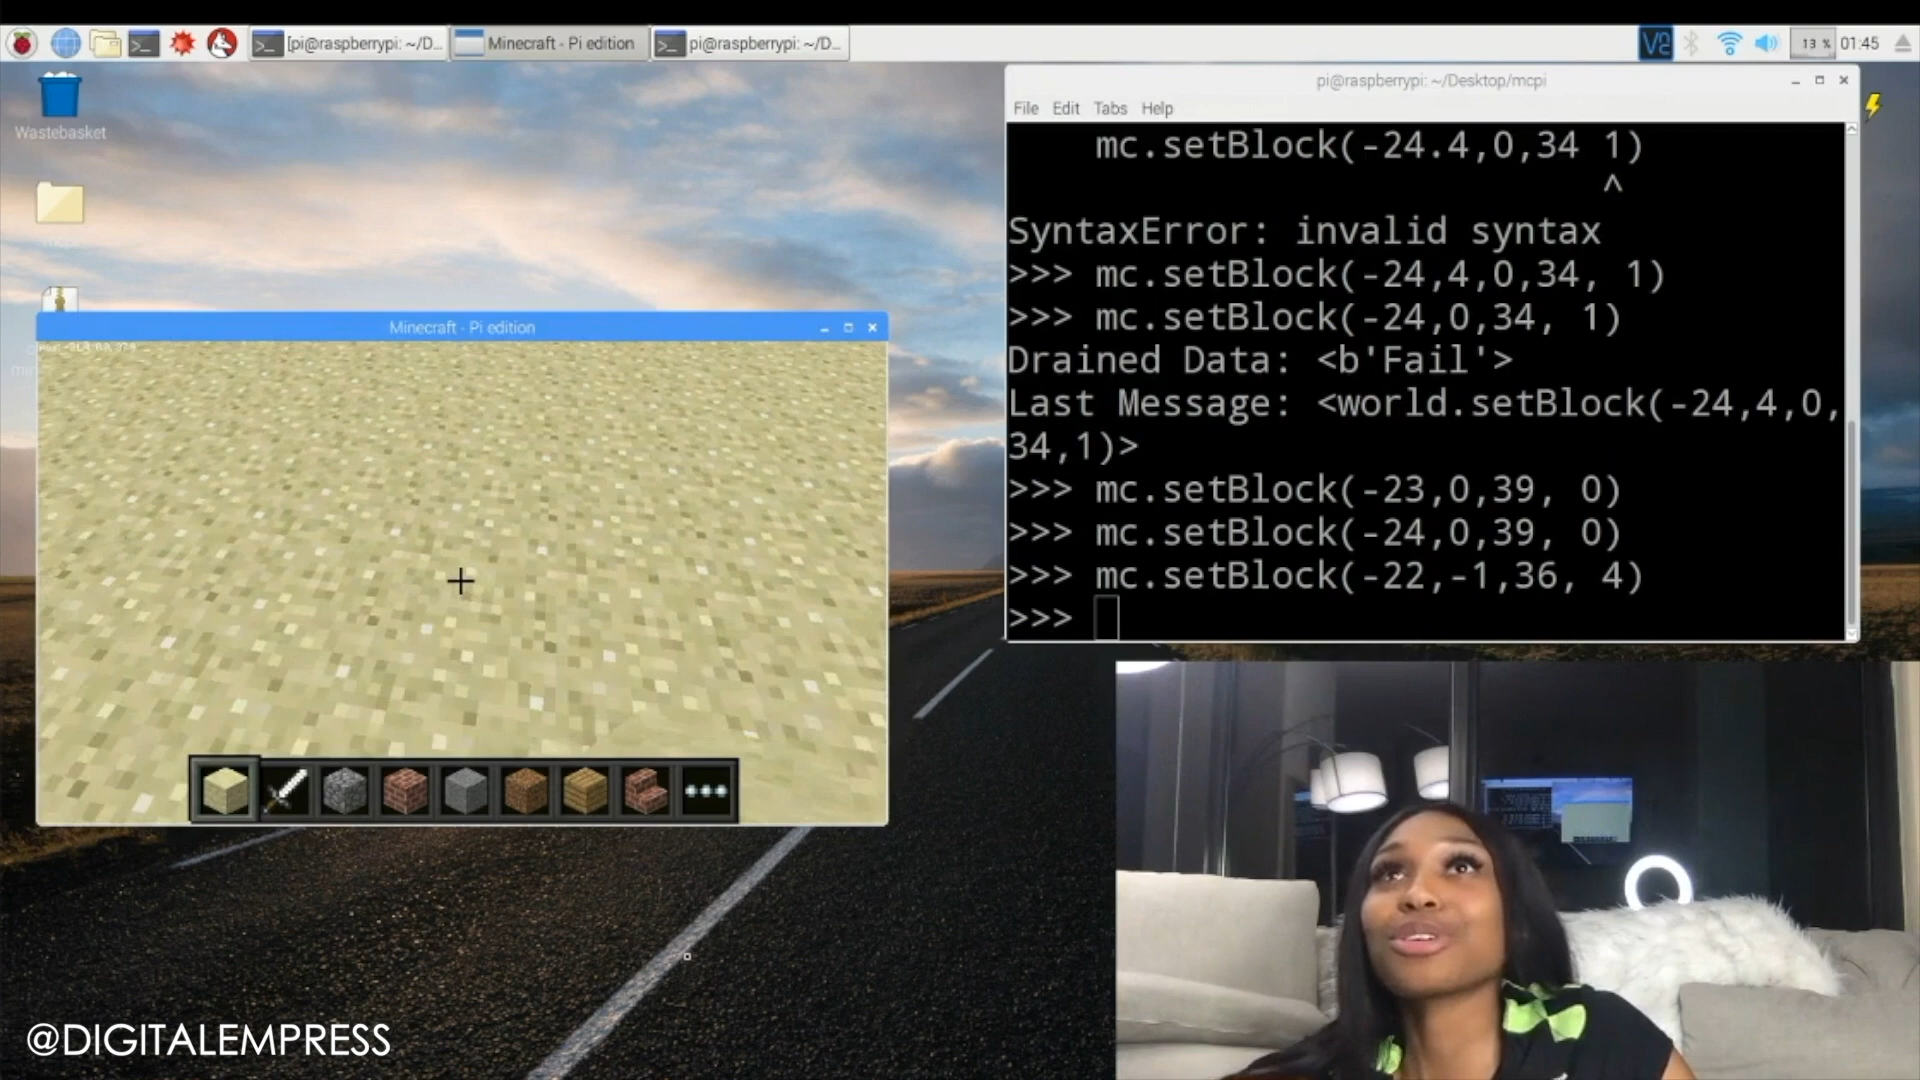 [pi@raspberrypi: ~/D...
Minecraft - Pi edition
pi@raspberrypi: ~/D...
V2
13 %
01:45
Wastebasket
pi@raspberrypi: ~/Desktop/mcpi
File Edit Tabs Help
mc.setBlock(-24.4,0,34 1)
^
SyntaxError: invalid syntax
>>> mc.setBlock(-24,4,0,34, 1)
>>> mc.setBlock(-24,0,34, 1)
Drained Data: <b'Fail'>
Last Message: <world.setBlock(-24,4,0,
34,1)>
>>> mc.setBlock(-23,0,39, 0)
>>> mc.setBlock(-24,0,39, 0)
>>> mc.setBlock(-22,-1,36, 4)
>>>
Minecraft - Pi edition
@DIGITALEMPRESS